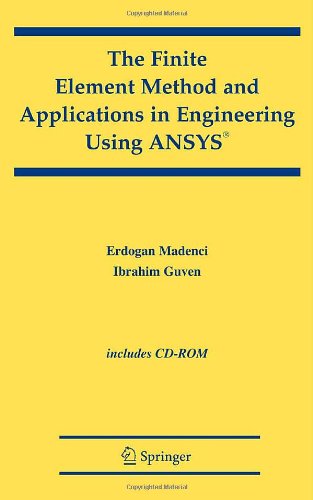 The Finite
Element Method and
Applications in Engineering
Using ANSYS®
Erdogan Madenci
Ibrahim Guven
includes CD-ROM
Springer